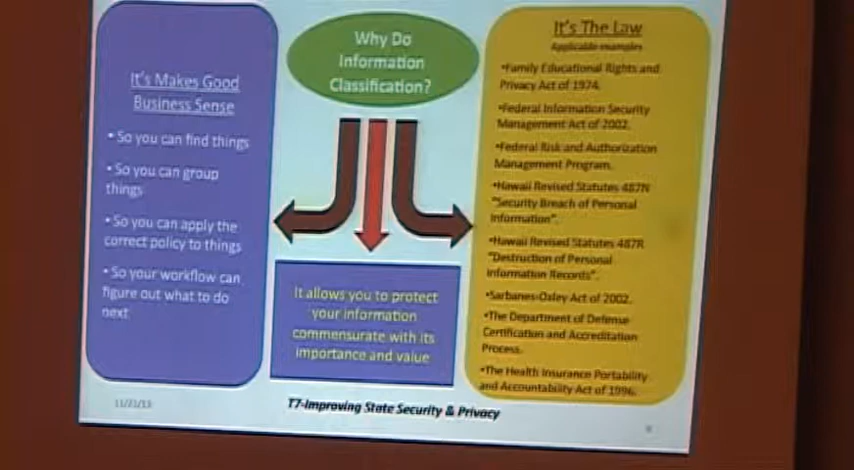 Why Do
Information
Classification?
It's Makes Good
Business Sense
• So you can find things
• So you can group
things
• So you can apply the
correct policy to things
• So your workflow can
figure out what to do
next
It allows you to protect
your information
commensurate with its
importance and value
It's The Law
Applicable examples
•Family Educational Rights and
Privacy Act of 1974.
•Federal Information Security
Management Act of 2002.
•Federal Risk and Authorization
Management Program.
•Hawaii Revised Statutes 487N
"Security Breach of Personal
Information".
•Hawaii Revised Statutes 487R
"Destruction of Personal
Information Records".
•Sarbanes-Oxley Act of 2002.
•The Department of Defense
Certification and Accreditation
Process.
•The Health Insurance Portability
and Accountability Act of 1996.
11/21/13
T7-Improving State Security & Privacy